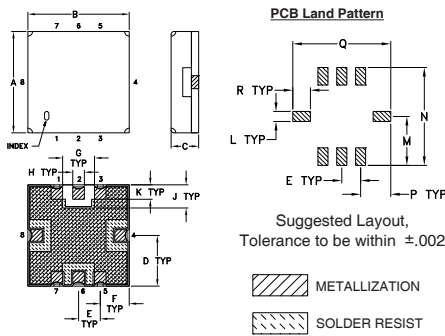 PCB Land Pattern
B
7 6 5
A
8
4
INDEX
1 2 3
C
Q
R TYP
L TYP
N
M
E TYP
P TYP
G
TYP
H TYP
1 2 3
K
TYP
J TYP
8
4
D TYP
7 6 5
E
TYP
F
Suggested Layout,
Tolerance to be within ±.002
METALLIZATION
SOLDER RESIST